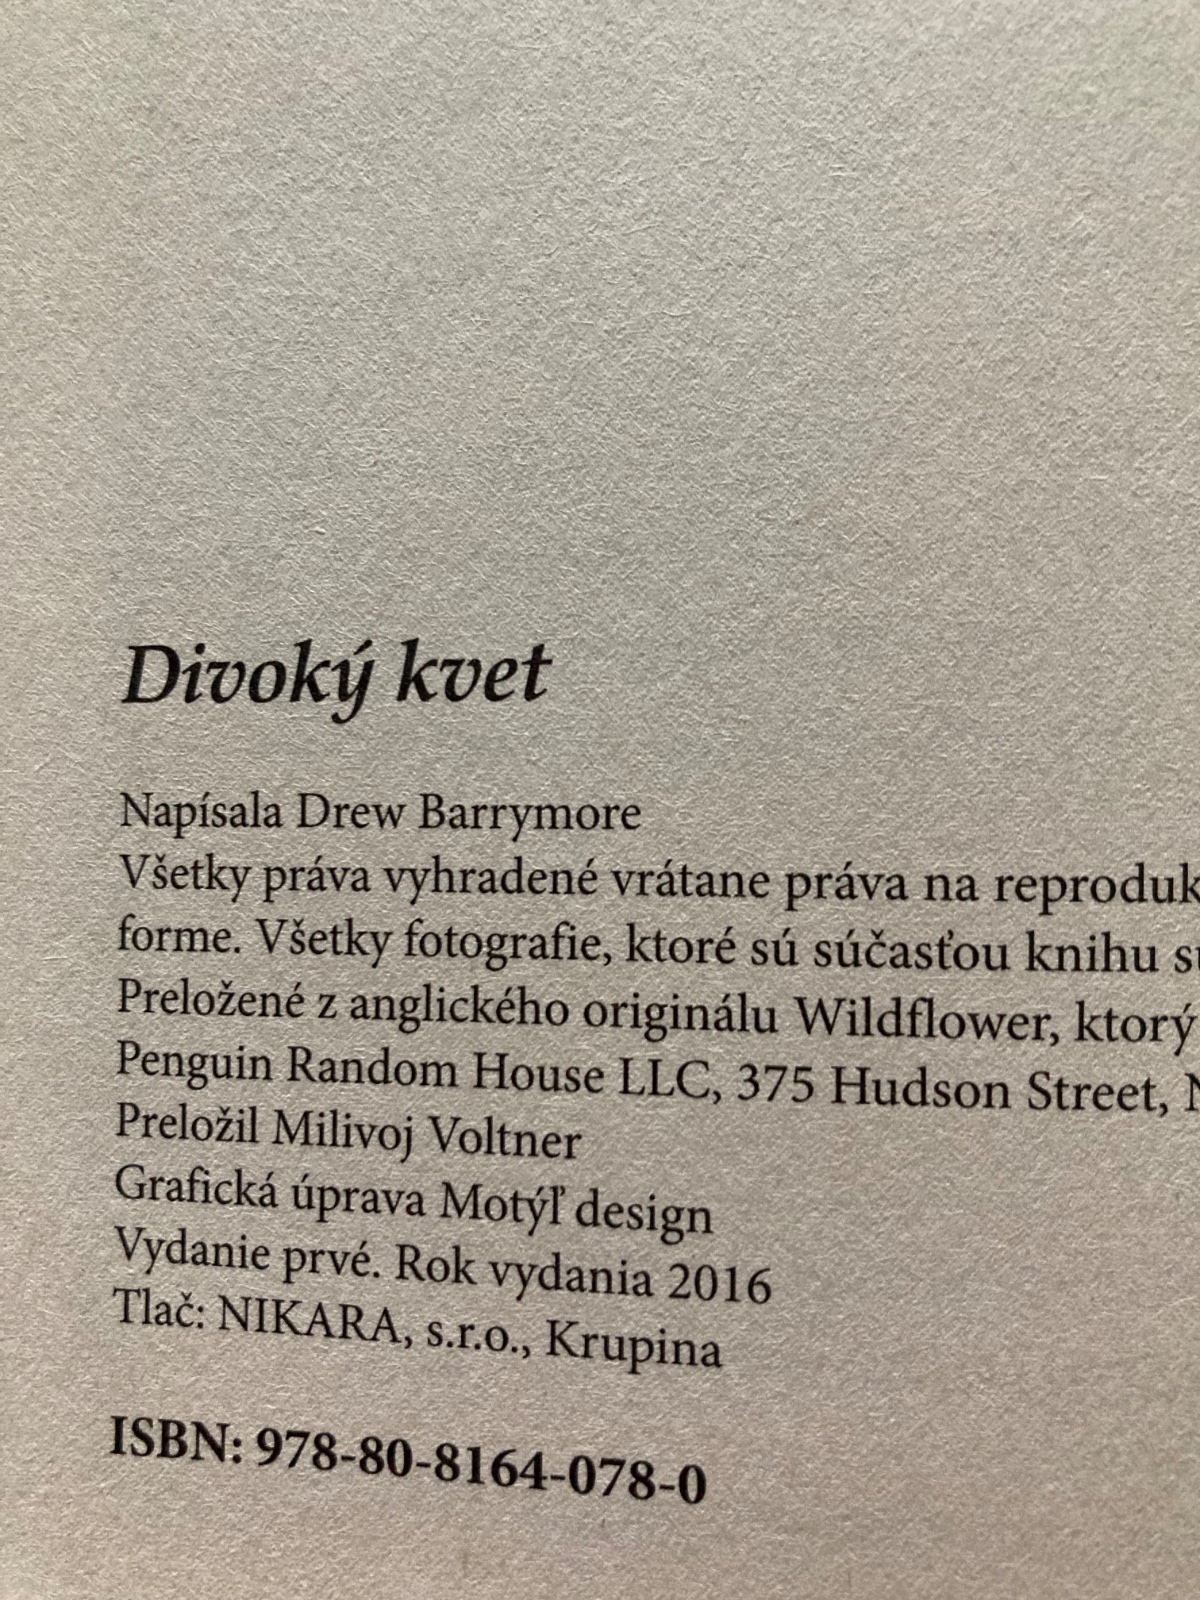 Divoký kvet
Napísala Drew Barrymore
Všetky práva vyhradené vrátane práva na
forme. Všetky fotografie, ktoré sú súčasťou knihu
Preložené z anglického originálu Wildflower, ktorý
Penguin Random House LLC, 375 Hudson Street,
Preložil Milivoj Voltner
Grafická úprava Motýľ design
Vydanie prvé. Rok vydania 2016
Tlač: NIKARA, s.r.o., Krupina
ISBN: 978-80-8164-078-0